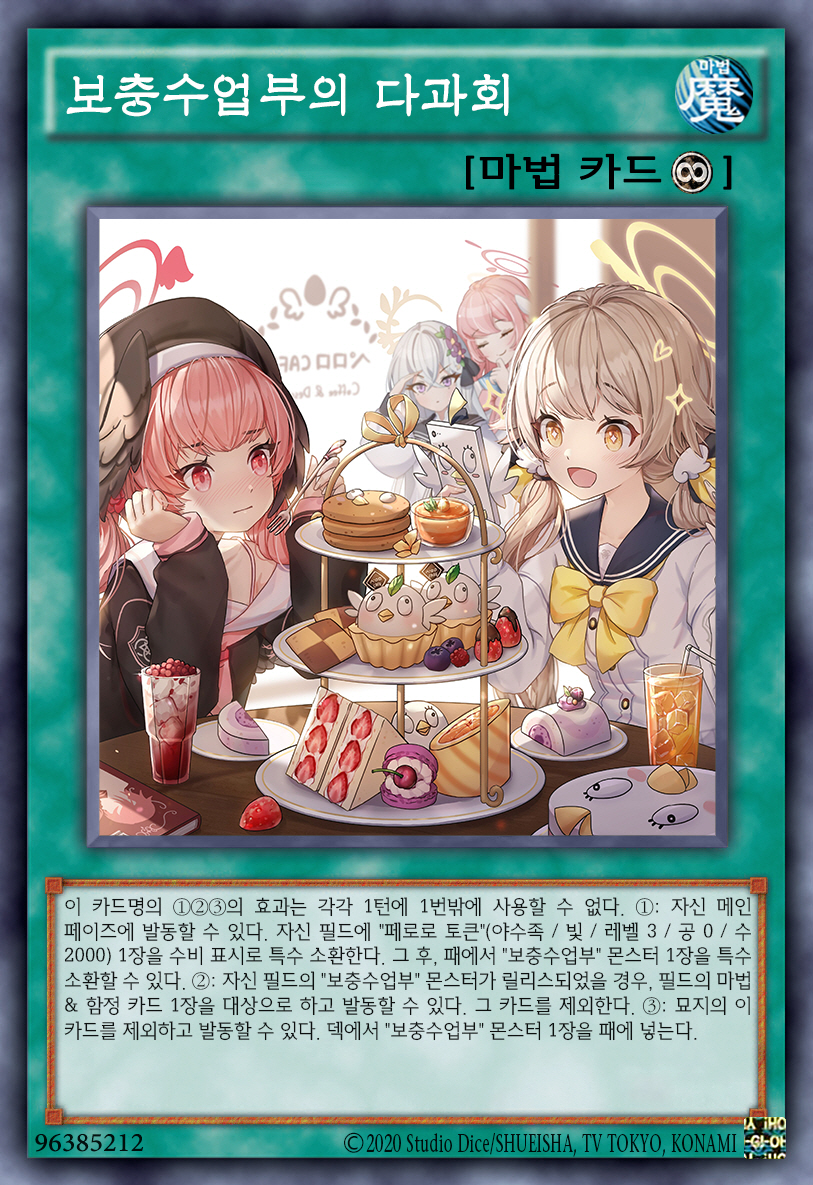 보충수업부의 다과회
마법
魔
[마법 카드 ]
이 카드명의 ①②③의 효과는 각각 1턴에 1번밖에 사용할 수 없다. ①: 자신 메인
페이즈에 발동할 수 있다. 자신 필드에 "페로로 토큰"(야수족 / 빛 / 레벨 3 / 공 0 / 수
2000) 1장을 수비 표시로 특수 소환한다. 그 후, 패에서 "보충수업부" 몬스터 1장을 특수
소환할 수 있다. ②: 자신 필드의 "보충수업부" 몬스터가 릴리스되었을 경우, 필드의 마법
& 함정 카드 1장을 대상으로 하고 발동할 수 있다. 그 카드를 제외한다. ③: 묘지의 이
카드를 제외하고 발동할 수 있다. 덱에서 "보충수업부" 몬스터 1장을 패에 넣는다.
96385212
©2020 Studio Dice/SHUEISHA, TV TOKYO, KONAMI